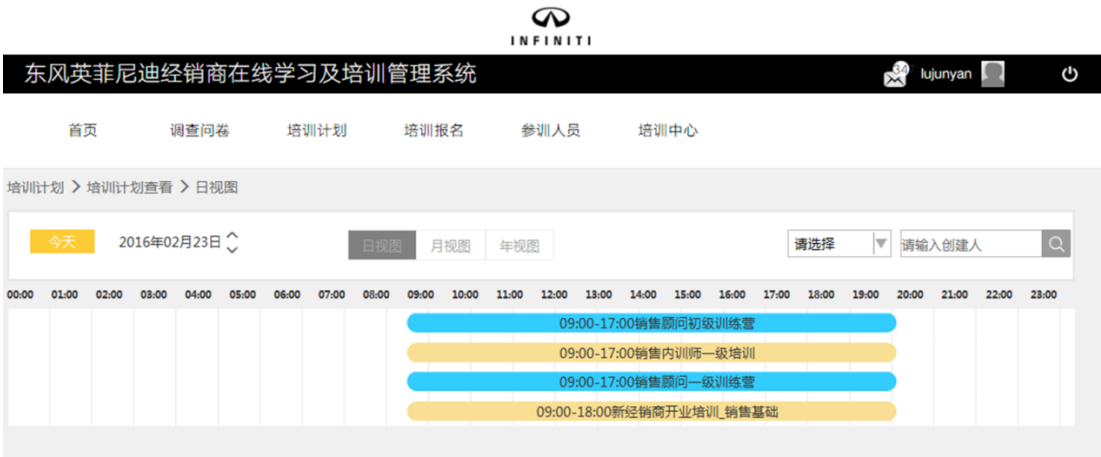 INFINITI
东风英菲尼迪经销商在线学习及培训管理系统 34 lujunyan
首页 调查问卷 培训计划 培训报名 参训人员 培训中心
培训计划 > 培训计划查看 > 日视图
今天 2016年02月23日 日视图 月视图 年视图 请选择 请输入创建人
00:00 01:00 02:00 03:00 04:00 05:00 06:00 07:00 08:00 09:00 10:00 11:00 12:00 13:00 14:00 15:00 16:00 17:00 18:00 19:00 20:00 21:00 22:00 23:00
09:00-17:00销售顾问初级训练营
09:00-17:00销售内训师一级培训
09:00-17:00销售顾问一级训练营
09:00-18:00新经销商开业培训_销售基础